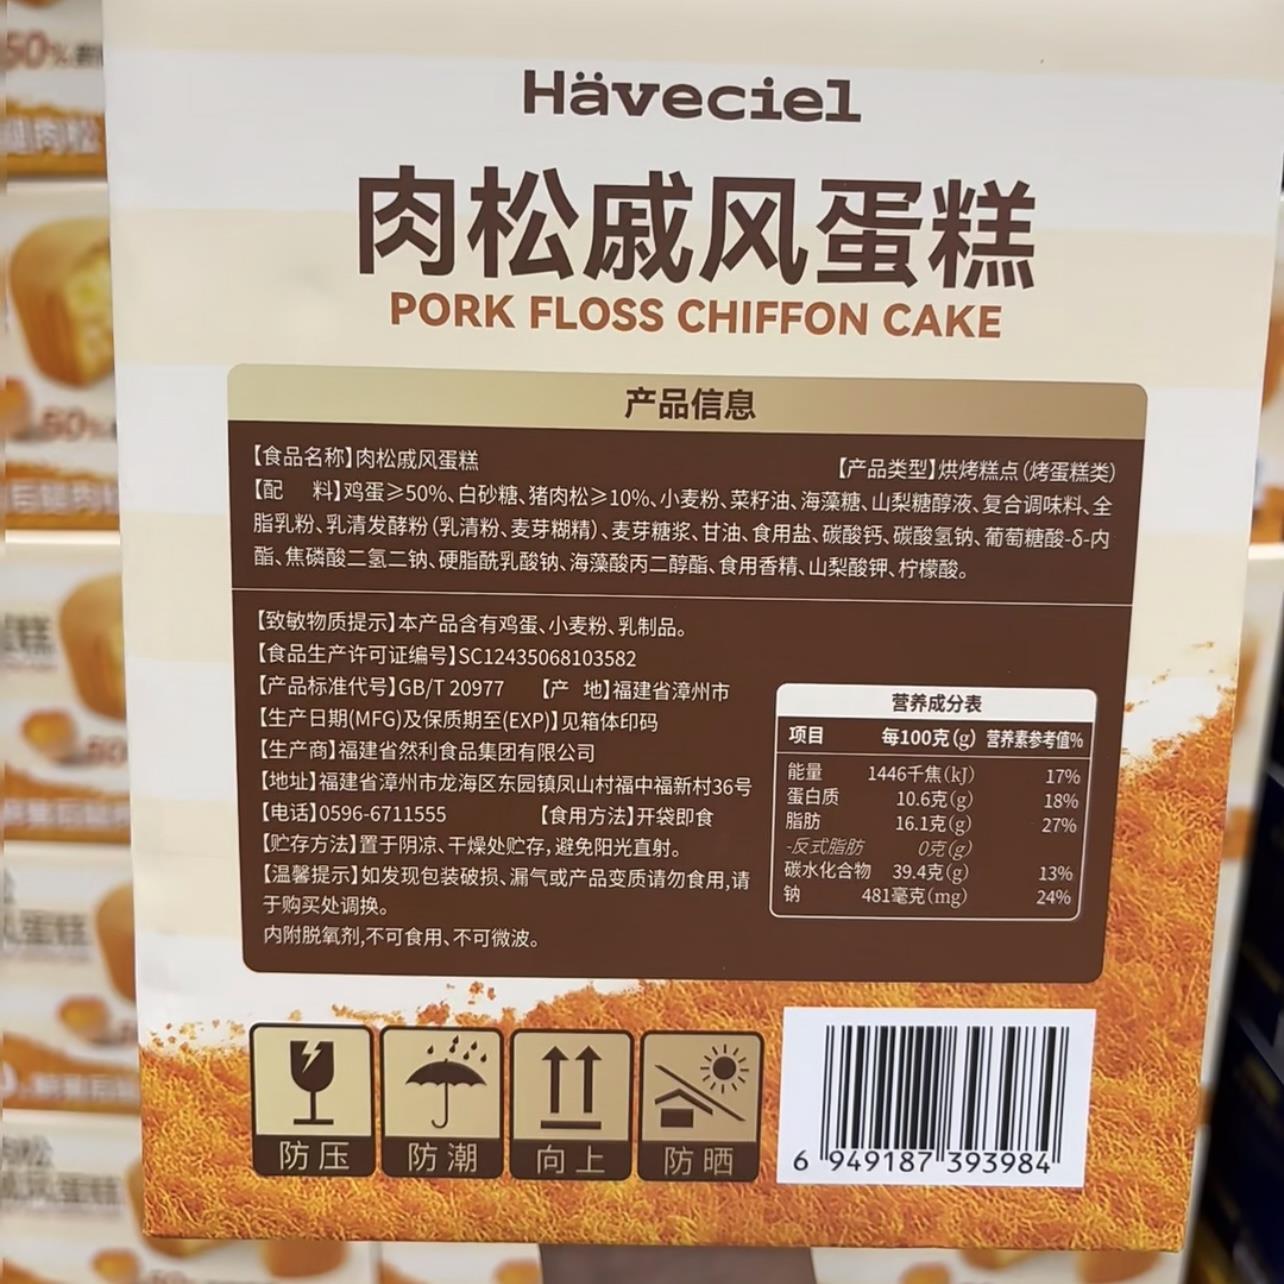 Häveciel
肉松戚风蛋糕
PORK FLOSS CHIFFON CAKE
产品信息
【食品名称】肉松戚风蛋糕 【产品类型】烘烤糕点(烤蛋糕类)
【配 料】鸡蛋≥50%、白砂糖、猪肉松≥10%、小麦粉、菜籽油、海藻糖、山梨糖醇液、复合调味料、全
脂乳粉、乳清发酵粉(乳清粉、麦芽糊精)、麦芽糖浆、甘油、食用盐、碳酸钙、碳酸氢钠、葡萄糖酸-δ-内
酯、焦磷酸二氢二钠、硬脂酰乳酸钠、海藻酸丙二醇酯、食用香精、山梨酸钾、柠檬酸。
【致敏物质提示】本产品含有鸡蛋、小麦粉、乳制品。
【食品生产许可证编号】SC12435068103582
【产品标准代号】GB/T 20977 【产 地】福建省漳州市
【生产日期(MFG)及保质期至(EXP)】见箱体印码
【生产商】福建省然利食品集团有限公司
【地址】福建省漳州市龙海区东园镇凤山村福中福新村36号
【电话】0596-6711555 【食用方法】开袋即食
【贮存方法】置于阴凉、干燥处贮存,避免阳光直射。
【温馨提示】如发现包装破损、漏气或产品变质请勿食用,请
于购买处调换。
内附脱氧剂,不可食用、不可微波。
营养成分表
项目 每100克(g) 营养素参考值%
能量 1446千焦(kJ) 17%
蛋白质 10.6克(g) 18%
脂肪 16.1克(g) 27%
-反式脂肪 0克(g)
碳水化合物 39.4克(g) 13%
钠 481毫克(mg) 24%
防压 防潮 向上 防晒
6 949187 393984